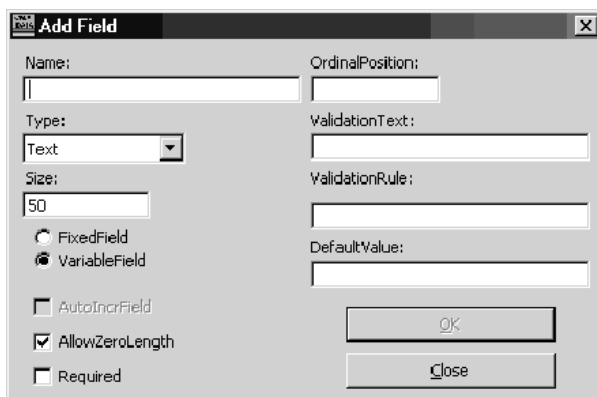 Add Field
Name:
OrdinalPosition:
Type:
Text
ValidationText:
Size:
50
ValidationRule:
FixedField
VariableField
DefaultValue:
AutoIncrField
AllowZeroLength
Required
OK
Close